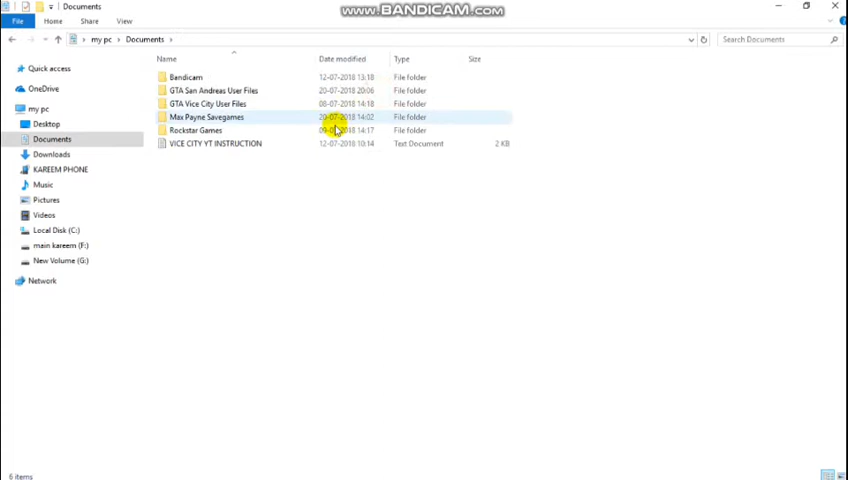 Documents
WWW.BANDICAM.COM
File Home Share View
my pc Documents
Search Documents
Name Date modified Type Size
Quick access
OneDrive
my pc
Desktop
Documents
Downloads
KAREEM PHONE
Music
Pictures
Videos
Local Disk (C:)
main kareem (F:)
New Volume (G:)
Network
Bandicam 12-07-2018 13:18 File folder
GTA San Andreas User Files 20-07-2018 20:06 File folder
GTA Vice City User Files 08-07-2018 14:18 File folder
Max Payne Savegames 20-07-2018 14:02 File folder
Rockstar Games 2018 14:17 File folder
VICE CITY YT INSTRUCTION 12-07-2018 10:14 Text Document 2 KB
6 items